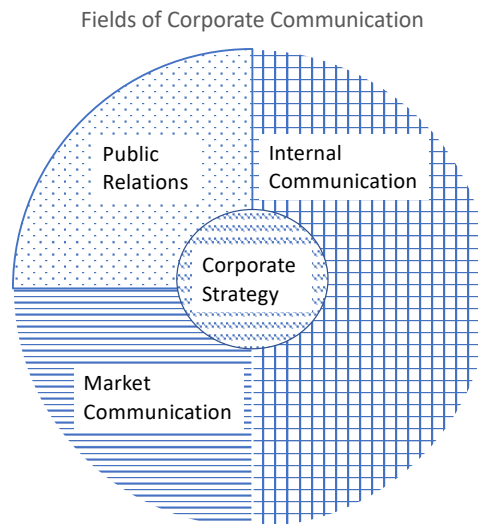 Fields of Corporate Communication
Public
Relations
Internal
Communication
Corporate
Strategy
Market
Communication